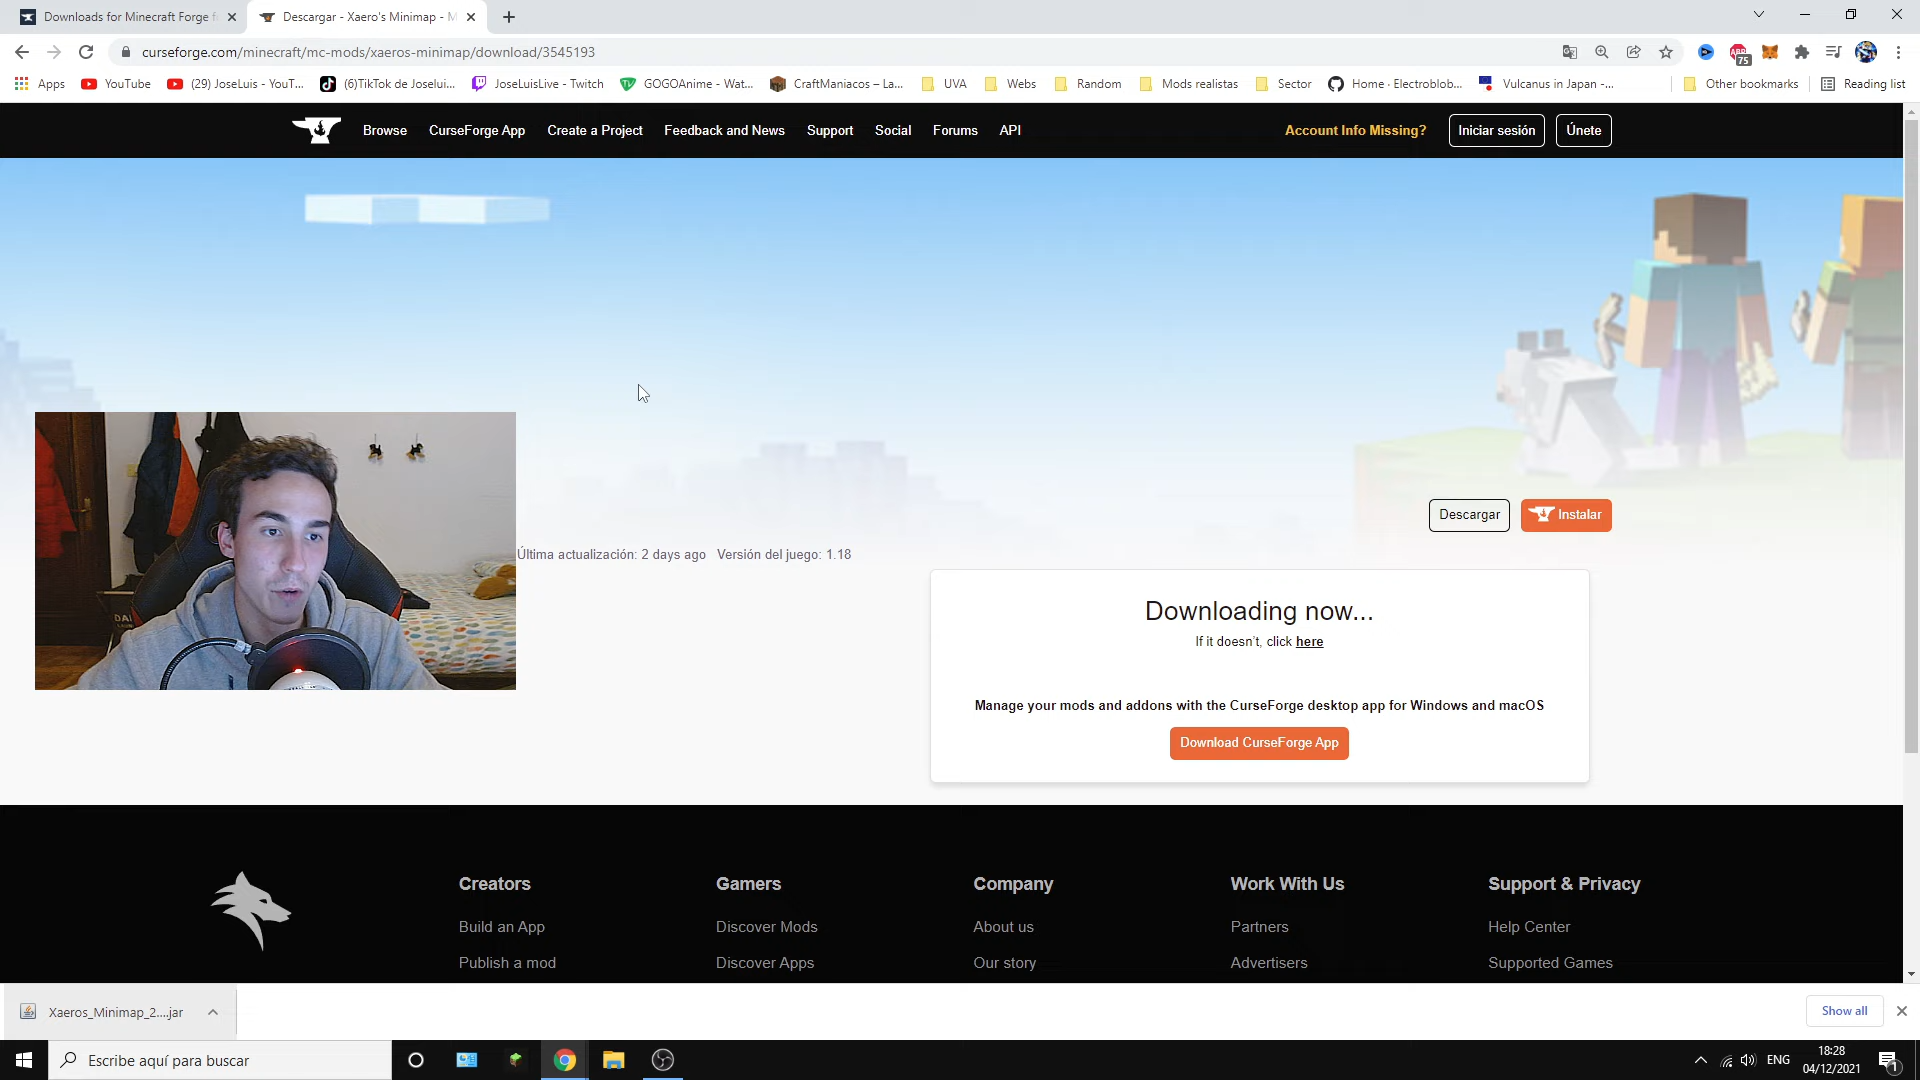 Downloads for Minecraft Forge f
Descargar - Xaero's Minimap - M
curseforge.com/minecraft/mc-mods/xaeros-minimap/download/3545193
75
Apps
YouTube
(29) JoseLuis - YouT...
(6)TikTok de Joselui...
JoseLuisLive - Twitch
GOGOAnime - Wat...
CraftManiacos – La...
UVA
Webs
Random
Mods realistas
Sector
Home · Electroblob...
Vulcanus in Japan -...
Other bookmarks
Reading list
Browse
CurseForge App
Create a Project
Feedback and News
Support
Social
Forums
API
Account Info Missing?
Iniciar sesión
Únete
Descargar
Instalar
Última actualización: 2 days ago Versión del juego: 1.18
Downloading now...
If it doesn't, click here
Manage your mods and addons with the CurseForge desktop app for Windows and macOS
Download CurseForge App
Creators
Gamers
Company
Work With Us
Support & Privacy
Build an App
Discover Mods
About us
Partners
Help Center
Publish a mod
Discover Apps
Our story
Advertisers
Supported Games
Xaeros_Minimap_2....jar
Show all
Escribe aquí para buscar
ENG
18:28
04/12/2021
1